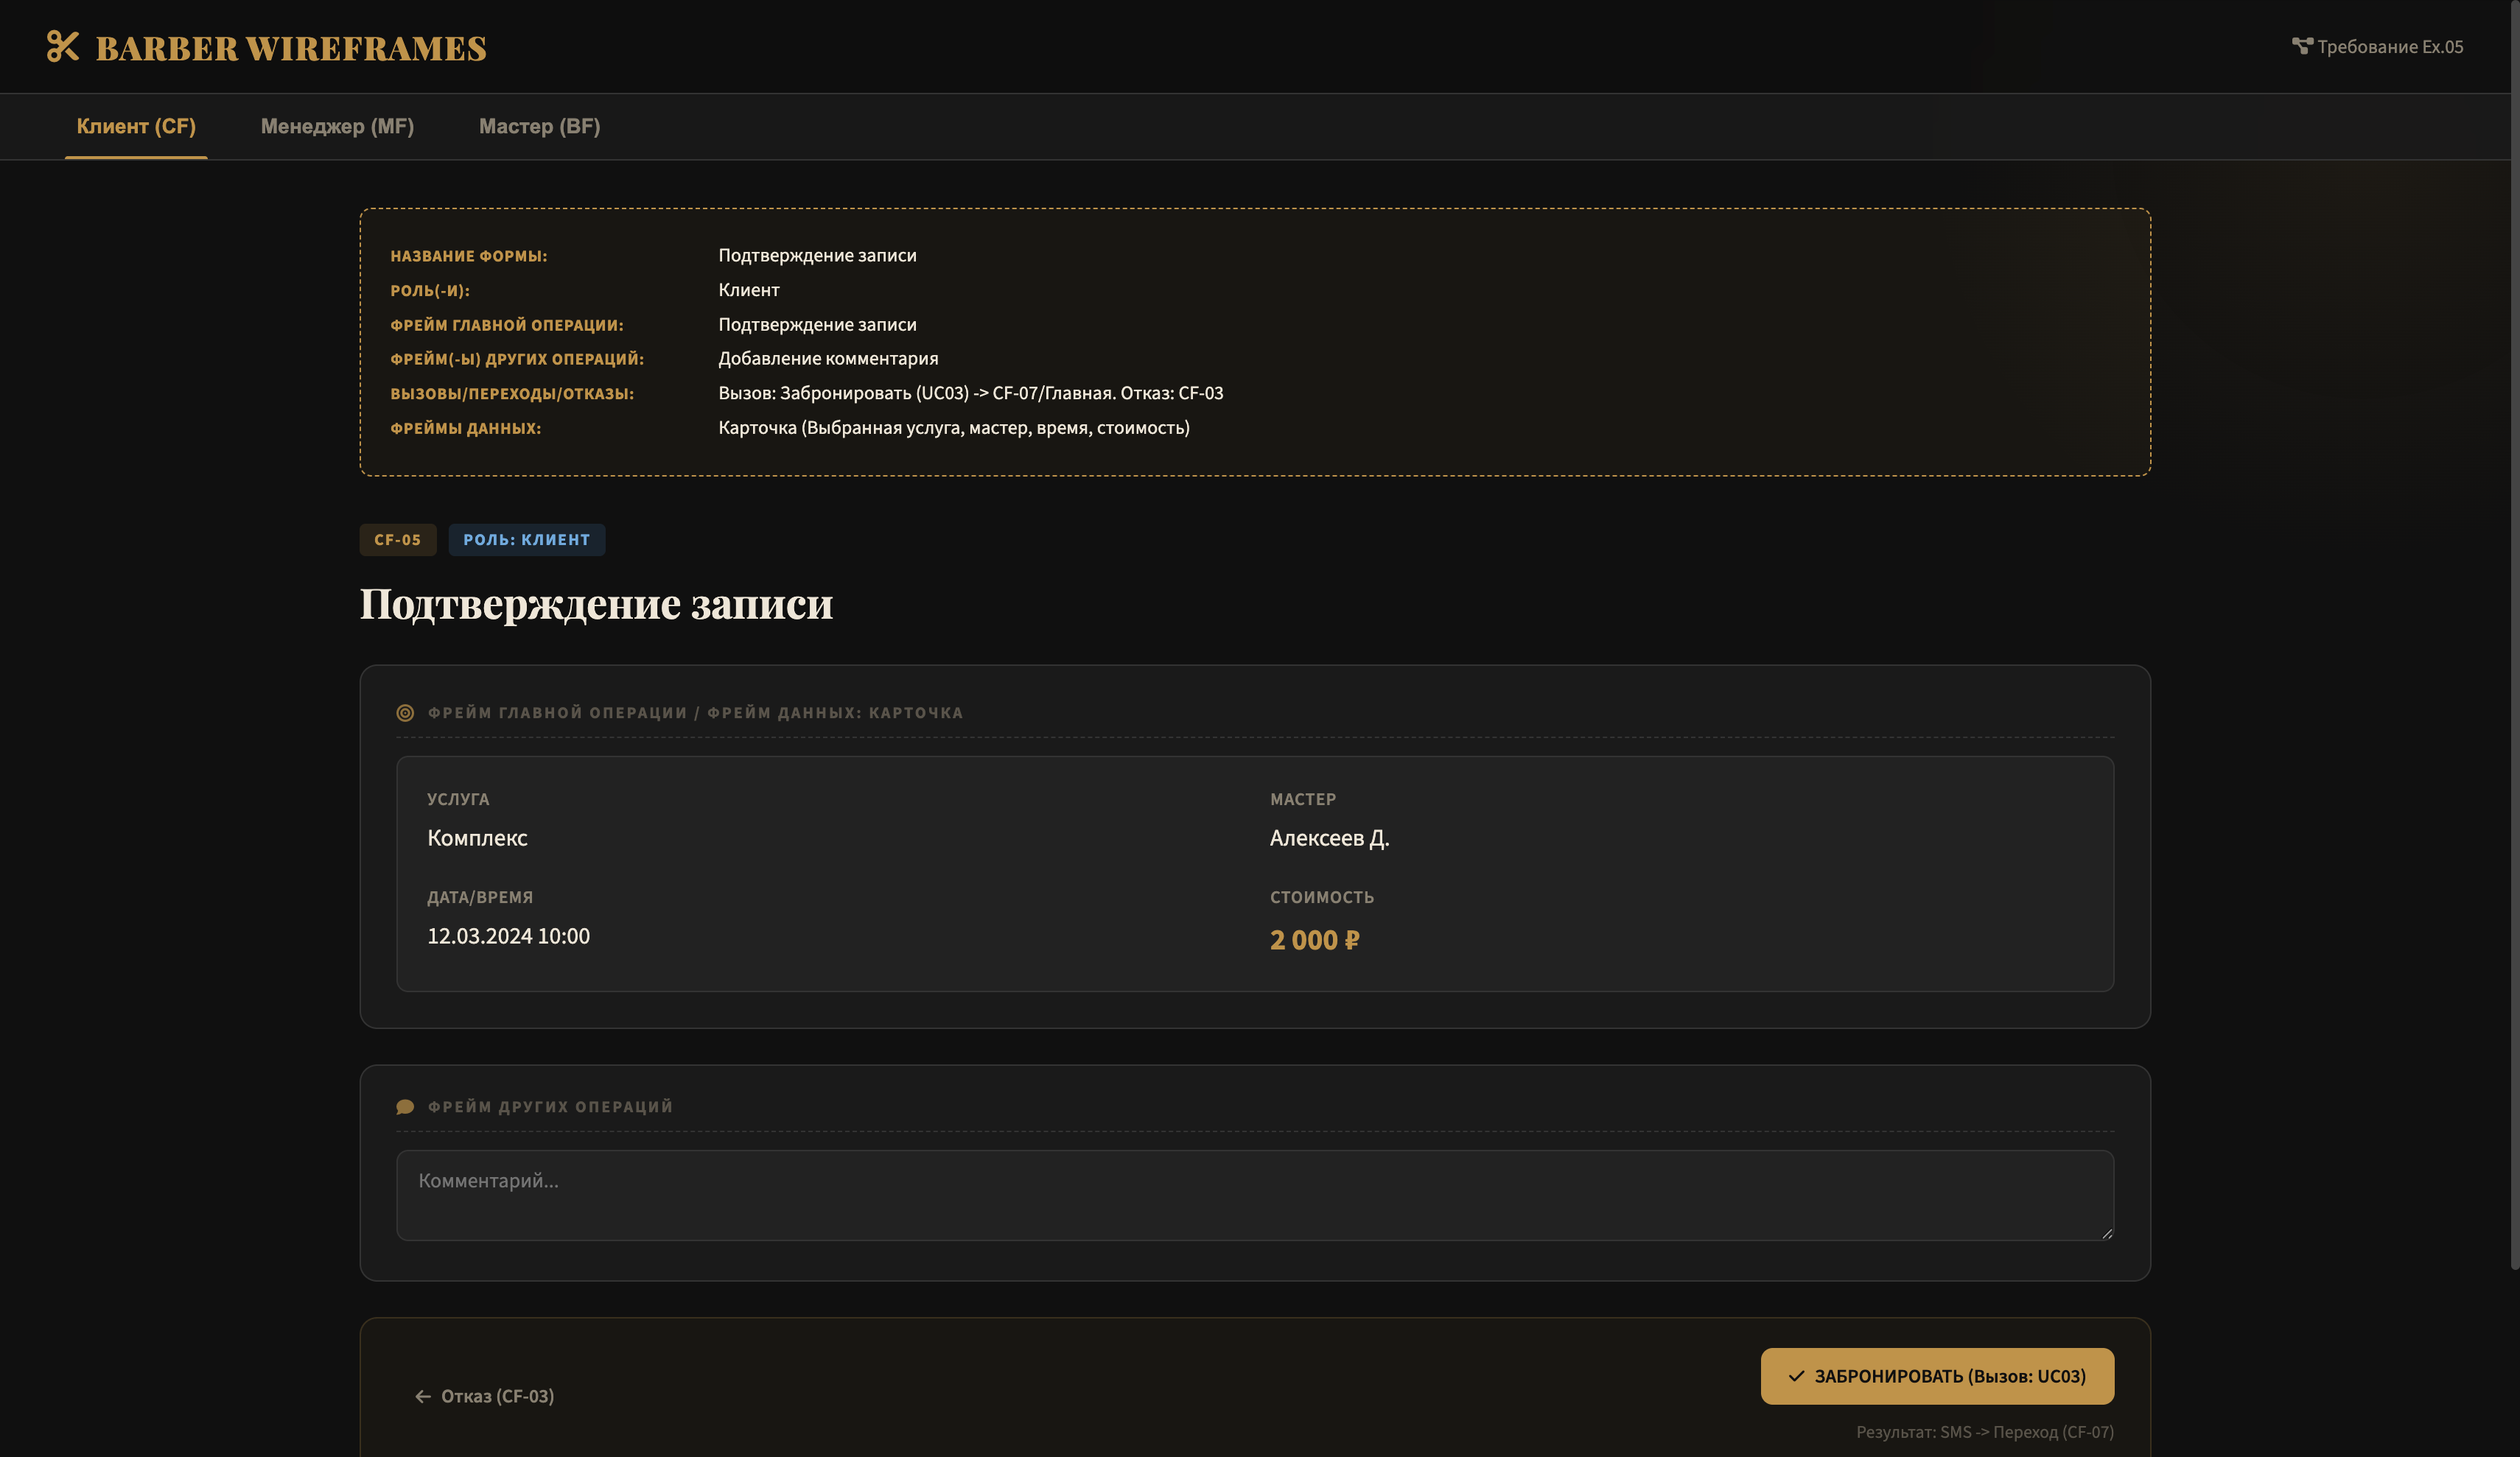 BARBER WIREFRAMES
Требование Ex.05
Клиент (CF)
Менеджер (MF)
Мастер (BF)
НАЗВАНИЕ ФОРМЫ: Подтверждение записи
РОЛЬ(-И): Клиент
ФРЕЙМ ГЛАВНОЙ ОПЕРАЦИИ: Подтверждение записи
ФРЕЙМ(-Ы) ДРУГИХ ОПЕРАЦИЙ: Добавление комментария
ВЫЗОВЫ/ПЕРЕХОДЫ/ОТКАЗЫ: Вызов: Забронировать (UC03) -> CF-07/Главная. Отказ: CF-03
ФРЕЙМЫ ДАННЫХ: Карточка (Выбранная услуга, мастер, время, стоимость)
CF-05
РОЛЬ: КЛИЕНТ
Подтверждение записи
ФРЕЙМ ГЛАВНОЙ ОПЕРАЦИИ / ФРЕЙМ ДАННЫХ: КАРТОЧКА
УСЛУГА
Комплекс
МАСТЕР
Алексеев Д.
ДАТА/ВРЕМЯ
12.03.2024 10:00
СТОИМОСТЬ
2 000 ₽
ФРЕЙМ ДРУГИХ ОПЕРАЦИЙ
Комментарий...
Отказ (CF-03)
ЗАБРОНИРОВАТЬ (Вызов: UC03)
Результат: SMS -> Переход (CF-07)